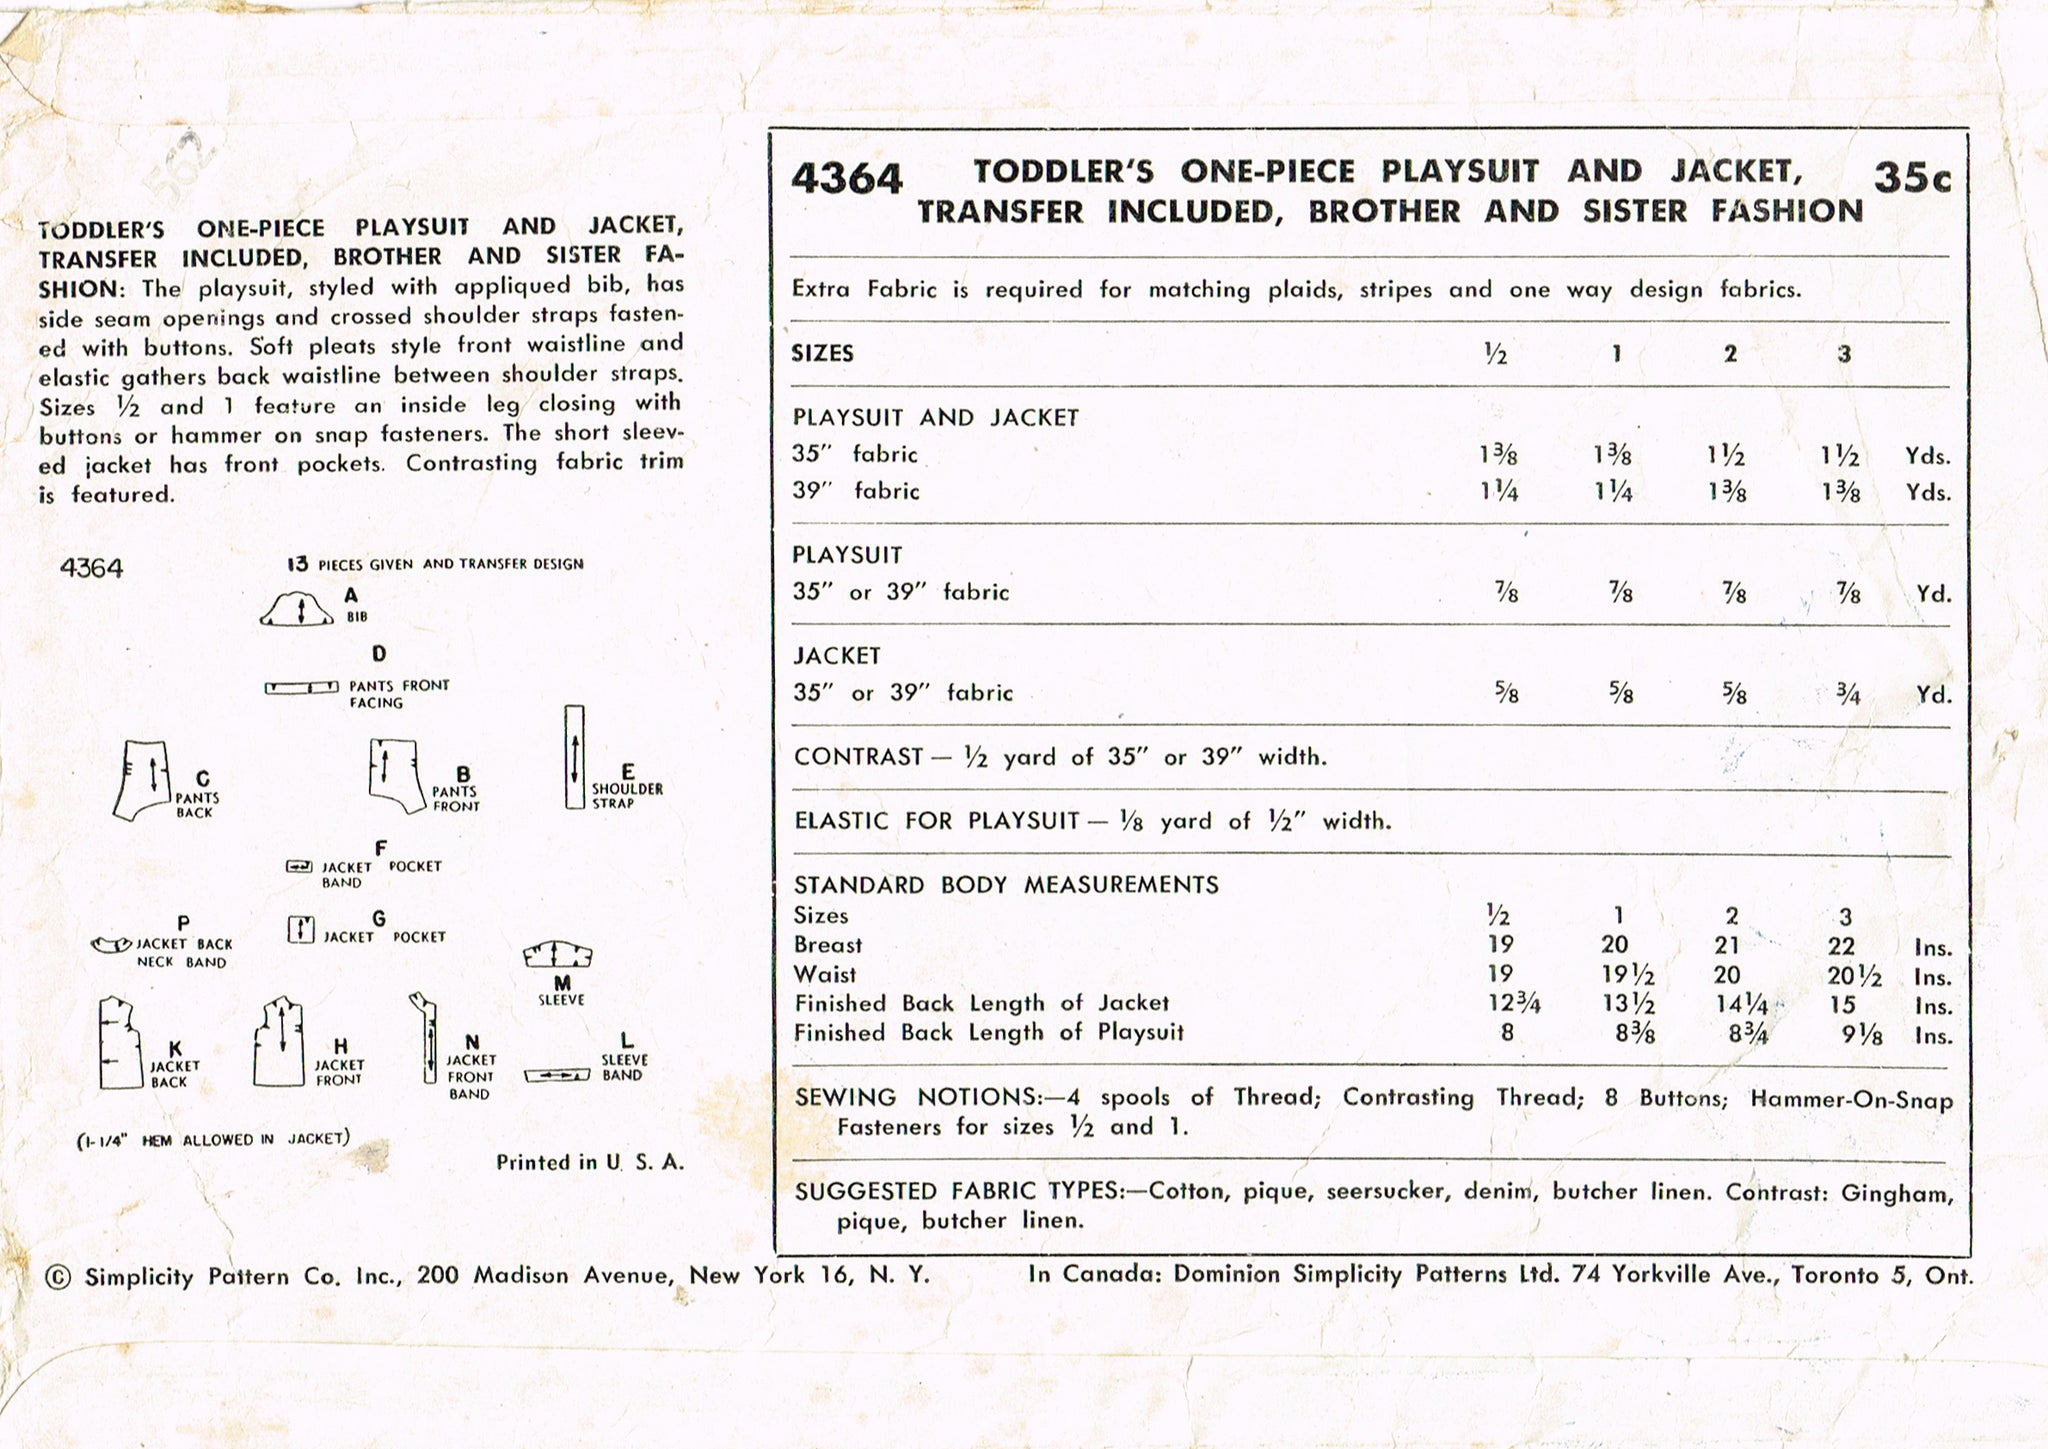 562
TODDLER'S ONE-PIECE PLAYSUIT AND JACKET,
TRANSFER INCLUDED, BROTHER AND SISTER FA-
SHION: The playsuit, styled with appliqued bib, has
side seam openings and crossed shoulder straps fasten-
ed with buttons. Soft pleats style front waistline and
elastic gathers back waistline between shoulder straps.
Sizes ½ and 1 feature an inside leg closing with
buttons or hammer on snap fasteners. The short sleev-
ed jacket has front pockets. Contrasting fabric trim
is featured.
4364 13 PIECES GIVEN AND TRANSFER DESIGN
A
BIB
D
PANTS FRONT
FACING
C
PANTS
BACK
B
PANTS
FRONT
E
SHOULDER
STRAP
F
JACKET POCKET
BAND
P
JACKET BACK
NECK BAND
G
JACKET POCKET
M
SLEEVE
K
JACKET
BACK
H
JACKET
FRONT
N
JACKET
FRONT
BAND
L
SLEEVE
BAND
(1-1/4" HEM ALLOWED IN JACKET)
Printed in U. S. A.
4364 TODDLER'S ONE-PIECE PLAYSUIT AND JACKET, 35c
TRANSFER INCLUDED, BROTHER AND SISTER FASHION
Extra Fabric is required for matching plaids, stripes and one way design fabrics.
SIZES ½ 1 2 3
PLAYSUIT AND JACKET
35" fabric 1⅜ 1⅜ 1½ 1½ Yds.
39" fabric 1¼ 1¼ 1⅜ 1⅜ Yds.
PLAYSUIT
35" or 39" fabric ⅞ ⅞ ⅞ ⅞ Yd.
JACKET
35" or 39" fabric ⅝ ⅝ ⅝ ¾ Yd.
CONTRAST — ½ yard of 35" or 39" width.
ELASTIC FOR PLAYSUIT — ⅛ yard of ½" width.
STANDARD BODY MEASUREMENTS
Sizes ½ 1 2 3
Breast 19 20 21 22 Ins.
Waist 19 19½ 20 20½ Ins.
Finished Back Length of Jacket 12¾ 13½ 14¼ 15 Ins.
Finished Back Length of Playsuit 8 8⅜ 8¾ 9⅛ Ins.
SEWING NOTIONS:—4 spools of Thread; Contrasting Thread; 8 Buttons; Hammer-On-Snap
Fasteners for sizes ½ and 1.
SUGGESTED FABRIC TYPES:—Cotton, pique, seersucker, denim, butcher linen. Contrast: Gingham,
pique, butcher linen.
© Simplicity Pattern Co. Inc., 200 Madison Avenue, New York 16, N. Y. In Canada: Dominion Simplicity Patterns Ltd. 74 Yorkville Ave., Toronto 5, Ont.